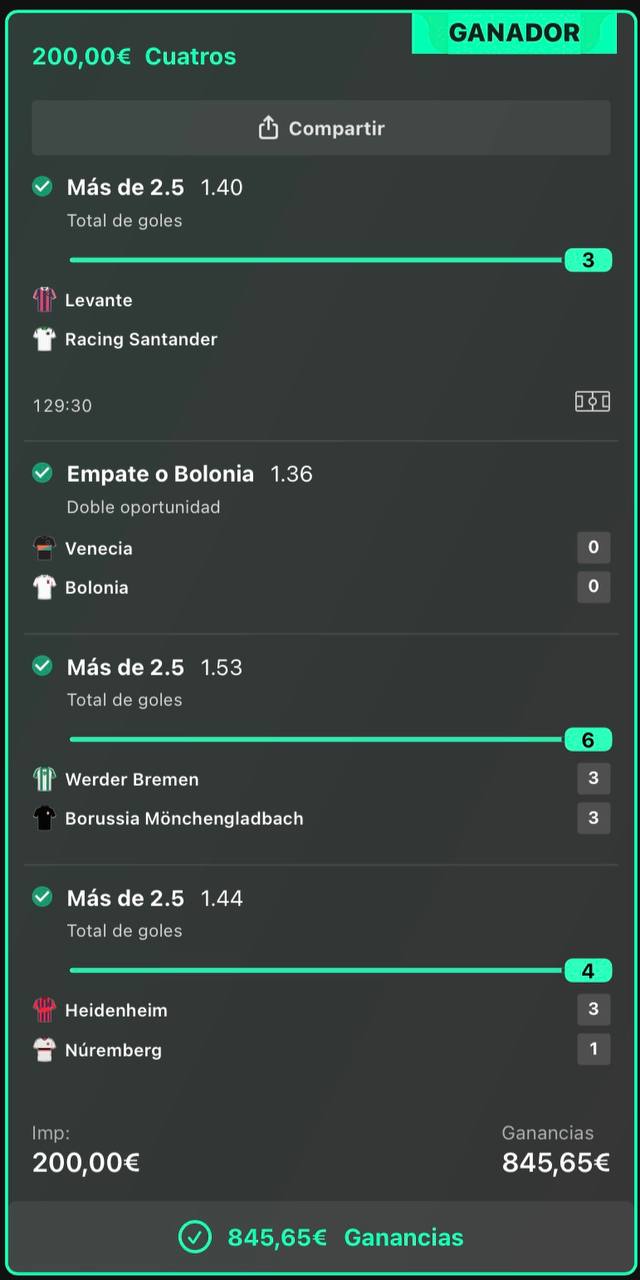 GANADOR
200,00€ Cuatros
Compartir
Más de 2.5 1.40
Total de goles
3
Levante
Racing Santander
129:30
Empate o Bolonia 1.36
Doble oportunidad
Venecia 0
Bolonia 0
Más de 2.5 1.53
Total de goles
6
Werder Bremen 3
Borussia Mönchengladbach 3
Más de 2.5 1.44
Total de goles
4
Heidenheim 3
Núremberg 1
Imp: Ganancias
200,00€ 845,65€
845,65€ Ganancias